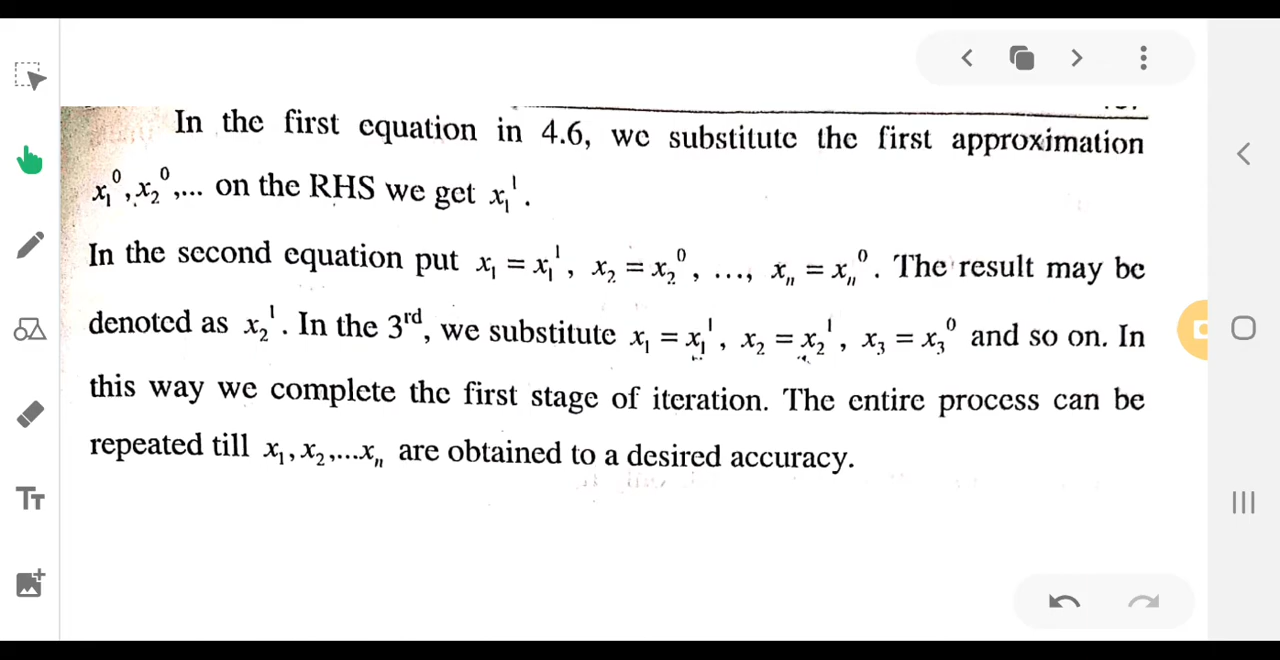 In the first equation in 4.6, we substitute the first approximation
x₁⁰, x₂⁰,... on the RHS we get x₁¹.
In the second equation put x₁ = x₁¹, x₂ = x₂⁰, ..., xₙ = xₙ⁰. The result may be
denoted as x₂¹. In the 3rd, we substitute x₁ = x₁¹, x₂ = x₂¹, x₃ = x₃⁰ and so on. In
this way we complete the first stage of iteration. The entire process can be
repeated till x₁, x₂,...xₙ are obtained to a desired accuracy.
TT